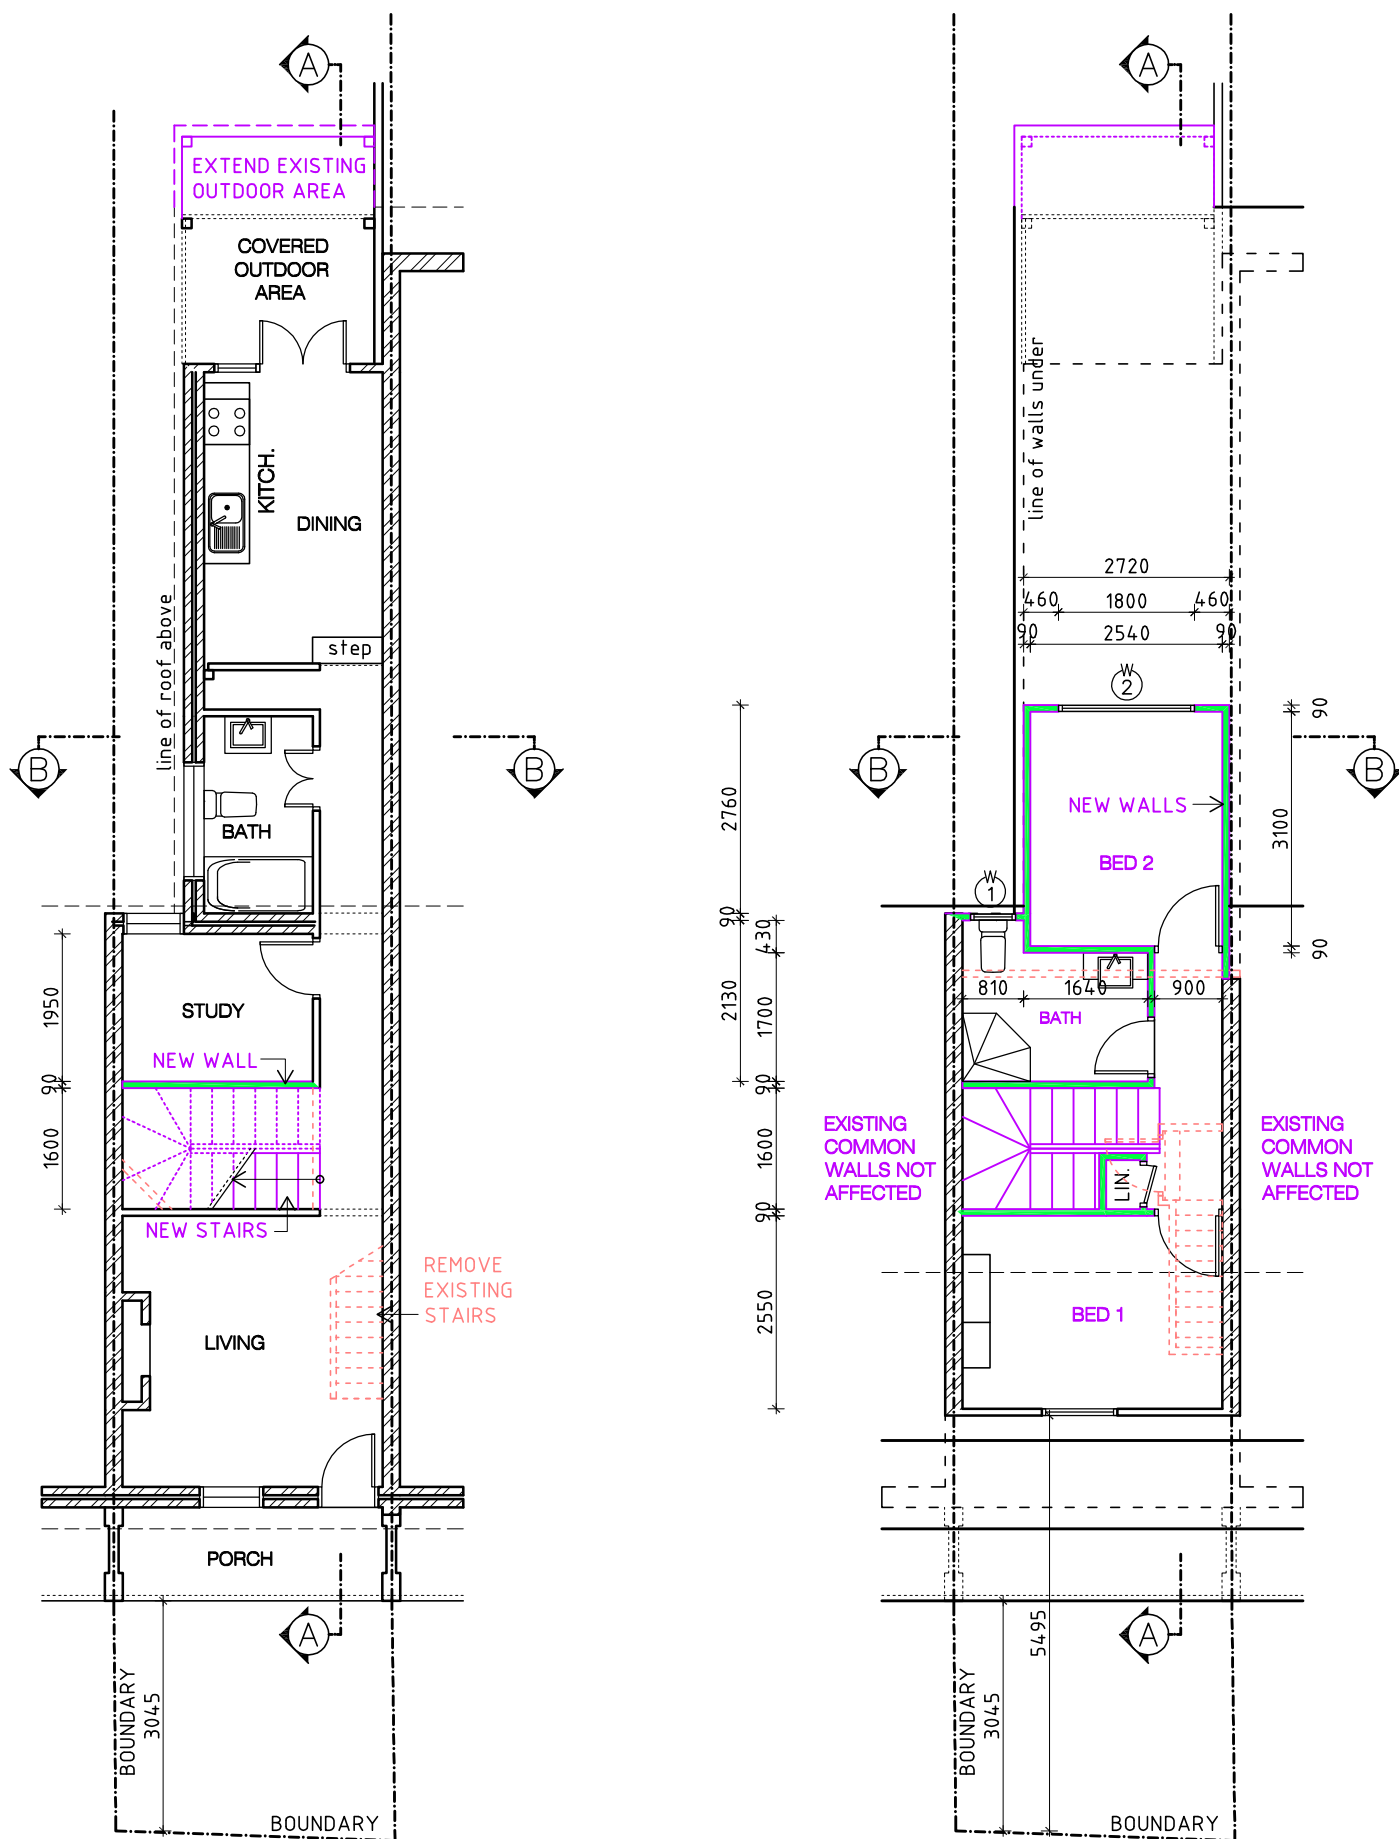 A
EXTEND EXISTING
OUTDOOR AREA
COVERED
OUTDOOR
AREA
KITCH.
DINING
line of roof above
step
B
B
BATH
1950
STUDY
NEW WALL
90
1600
NEW STAIRS
REMOVE
EXISTING
STAIRS
LIVING
PORCH
A
BOUNDARY
3045
BOUNDARY
A
line of walls under
2720
460
1800
460
90
2540
90
W
2
90
B
B
2760
NEW WALLS
3100
BED 2
W
1
90
430
90
2130
1700
810
1640
900
BATH
90
EXISTING
COMMON
WALLS NOT
AFFECTED
1600
LIN.
EXISTING
COMMON
WALLS NOT
AFFECTED
90
2550
BED 1
A
5495
BOUNDARY
3045
BOUNDARY